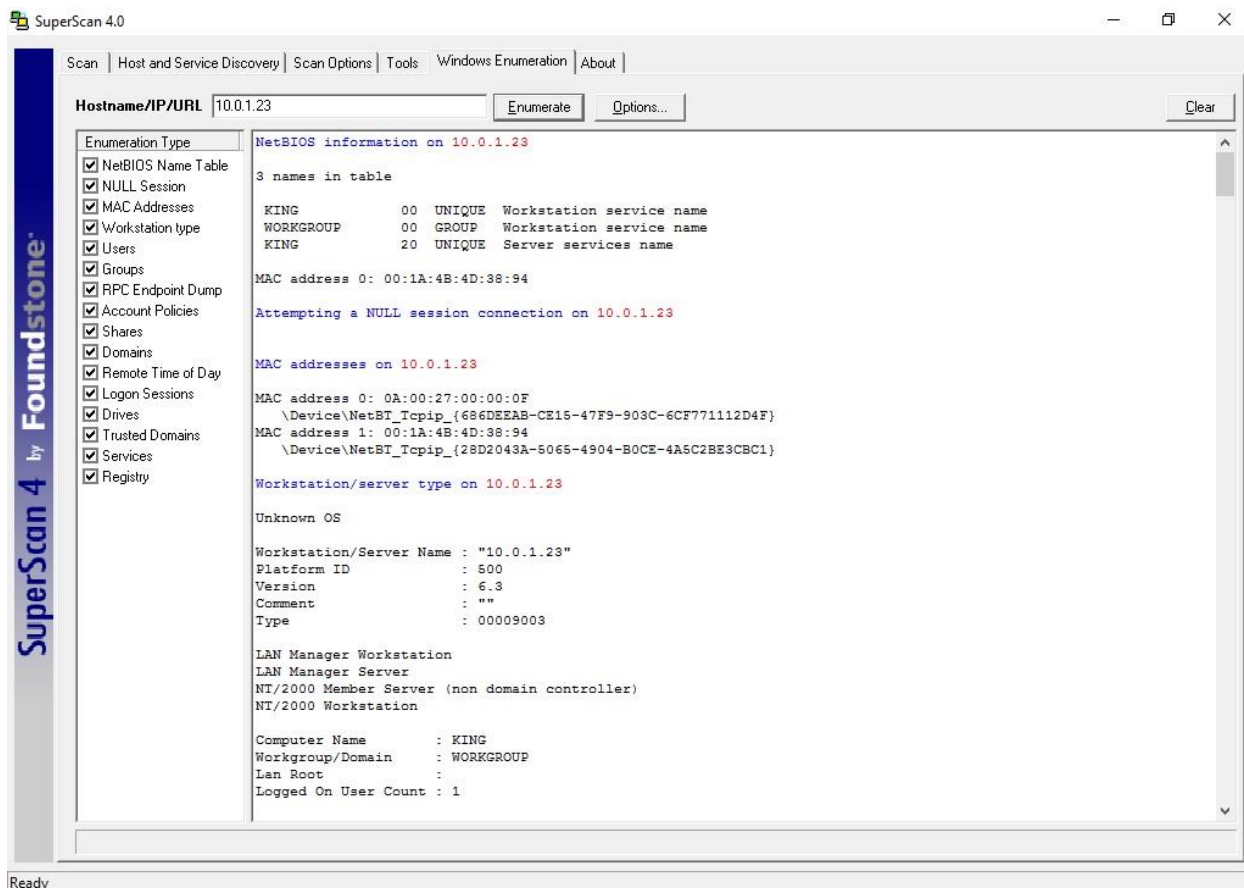 SuperScan 4.0
Scan Host and Service Discovery Scan Options Tools Windows Enumeration About
Hostname/IP/URL 10.0.1.23 Enumerate Options... Clear
Enumeration Type
NetBIOS Name Table
NULL Session
MAC Addresses
Workstation type
Users
Groups
RPC Endpoint Dump
Account Policies
Shares
Domains
Remote Time of Day
Logon Sessions
Drives
Trusted Domains
Services
Registry
NetBIOS information on 10.0.1.23
3 names in table
KING 00 UNIQUE Workstation service name
WORKGROUP 00 GROUP Workstation service name
KING 20 UNIQUE Server services name
MAC address 0: 00:1A:4B:4D:38:94
Attempting a NULL session connection on 10.0.1.23
MAC addresses on 10.0.1.23
MAC address 0: 0A:00:27:00:00:0F
\Device\NetBT_Tcpip_{686DEEAB-CE15-47F9-903C-6CF771112D4F}
MAC address 1: 00:1A:4B:4D:38:94
\Device\NetBT_Tcpip_{28D2043A-5065-4904-B0CE-4A5C2BE3CBC1}
Workstation/server type on 10.0.1.23
Unknown OS
Workstation/Server Name : "10.0.1.23"
Platform ID : 500
Version : 6.3
Comment : ""
Type : 00009003
LAN Manager Workstation
LAN Manager Server
NT/2000 Member Server (non domain controller)
NT/2000 Workstation
Computer Name : KING
Workgroup/Domain : WORKGROUP
Lan Root :
Logged On User Count : 1
SuperScan 4 by Foundstone
Ready